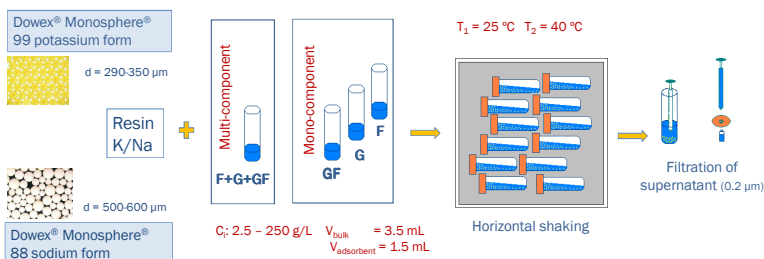 Dowex® Monosphere®
99 potassium form
d = 290-350 µm
Resin
K/Na
d = 500-600 µm
Dowex® Monosphere®
88 sodium form
Multi-component
F+G+GF
Mono-component
GF
G
F
Cᵢ: 2.5 – 250 g/L
V_bulk = 3.5 mL
V_adsorbent = 1.5 mL
T₁ = 25 ºC T₂ = 40 ºC
Horizontal shaking
Filtration of
supernatant (0.2 µm)